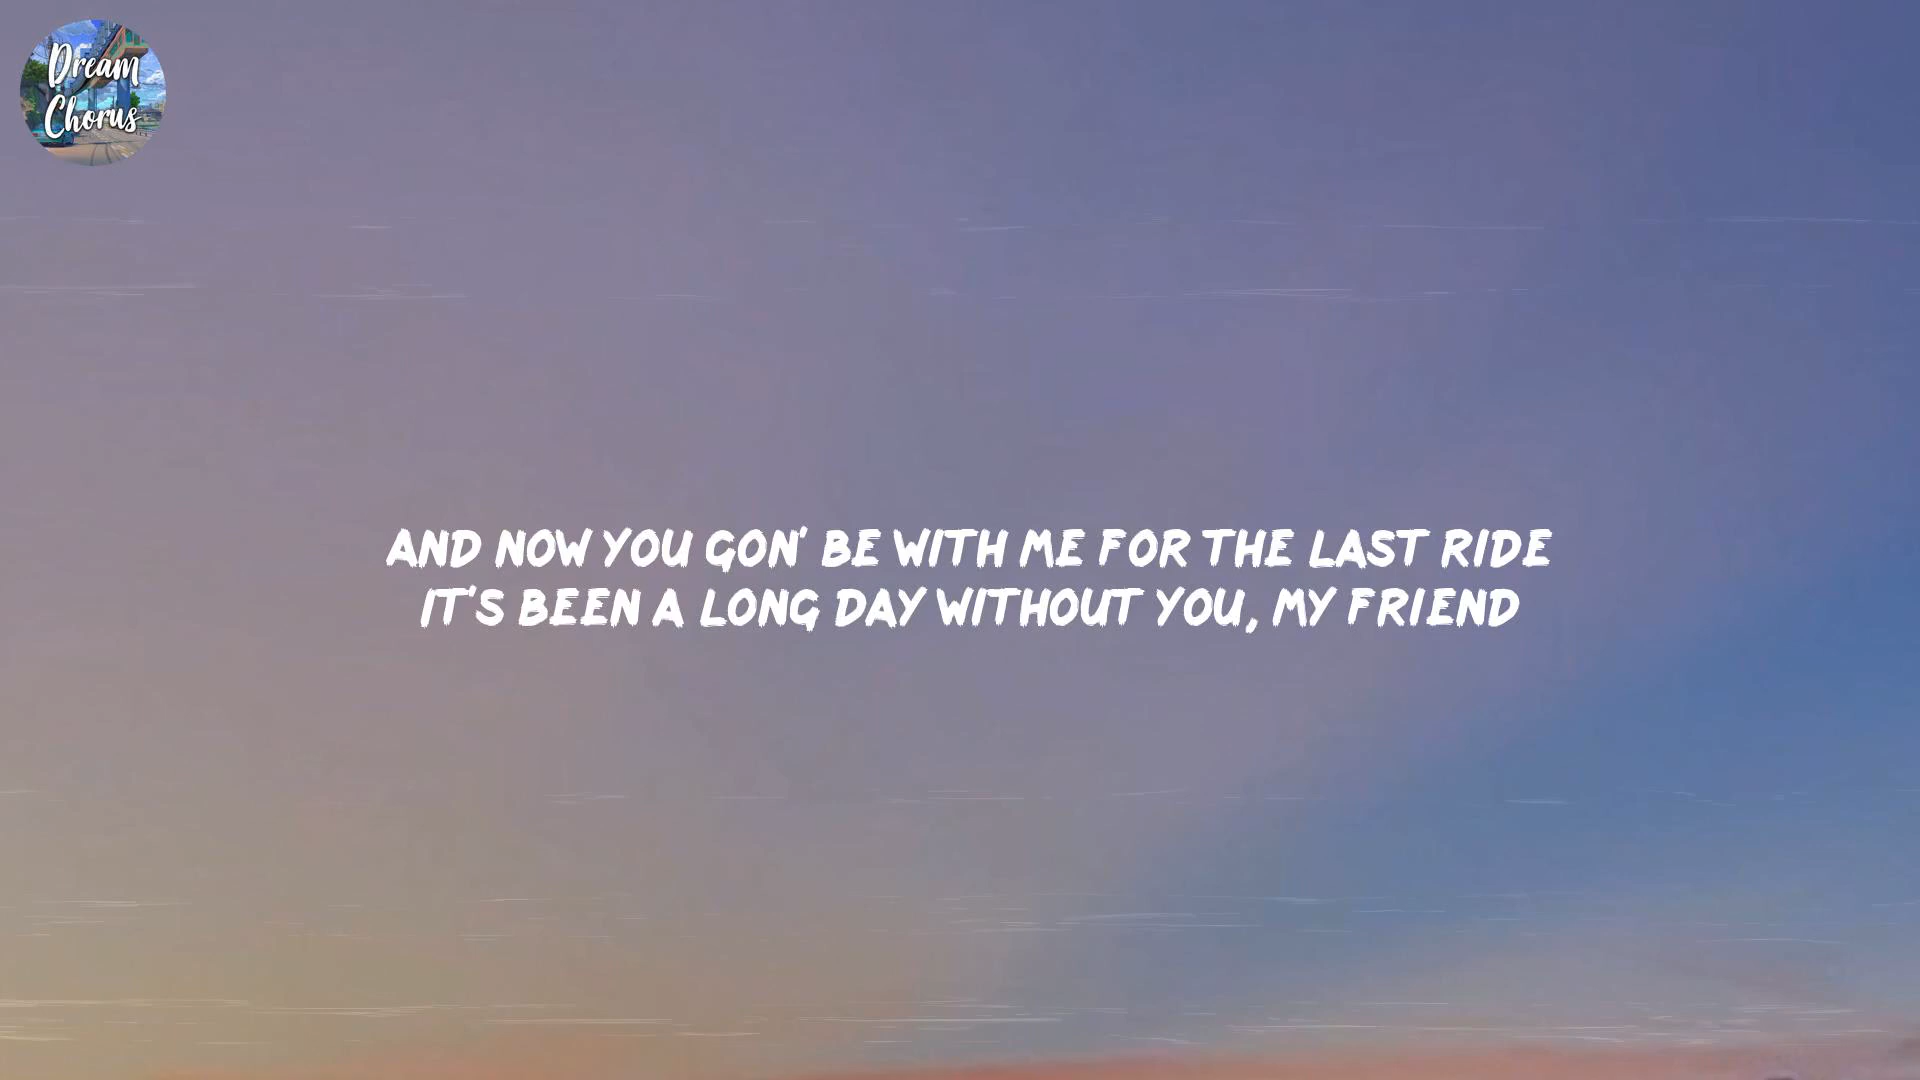 Dream
Chorus
AND NOW YOU GON' BE WITH ME FOR THE LAST RIDE
IT'S BEEN A LONG DAY WITHOUT YOU, MY FRIEND